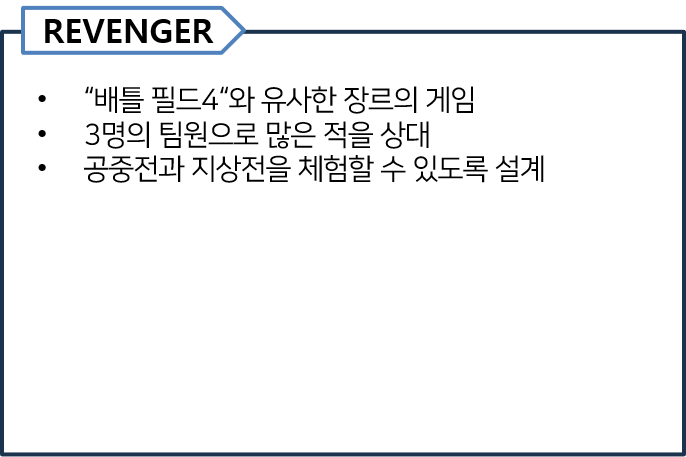 REVENGER
• “배틀 필드4“와 유사한 장르의 게임
• 3명의 팀원으로 많은 적을 상대
• 공중전과 지상전을 체험할 수 있도록 설계